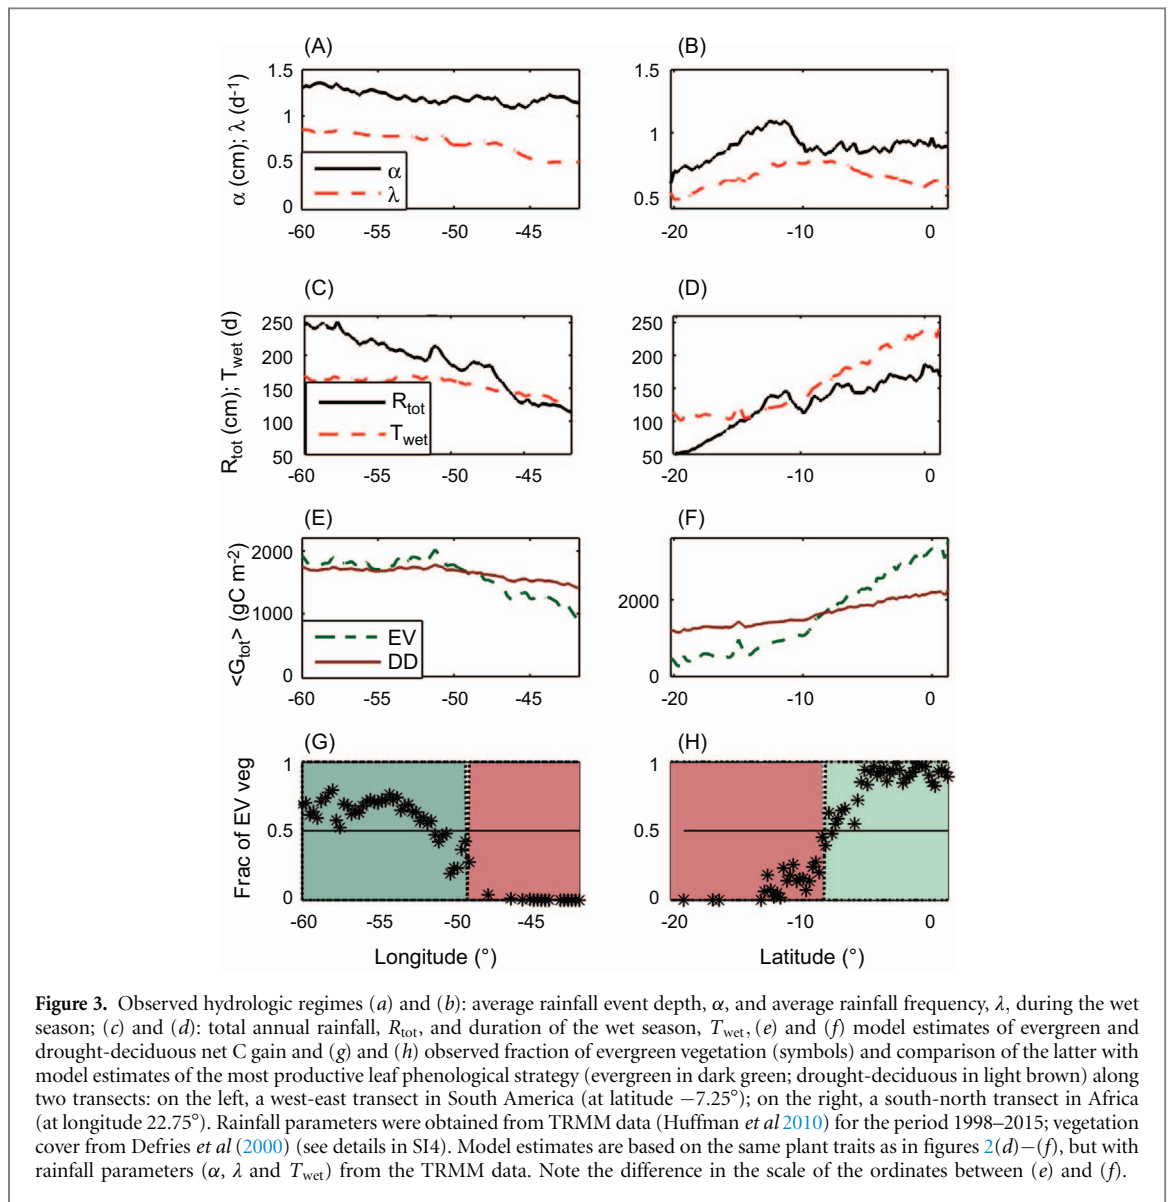 (A)
(B)
α (cm); λ (d-1)
1.5
1
0.5
0
α
λ
-60
-55
-50
-45
1.5
1
0.5
-20
-10
0
(C)
(D)
Rtot (cm); Twet (d)
250
200
150
100
50
Rtot
Twet
-60
-55
-50
-45
250
200
150
100
50
-20
-10
0
(E)
(F)
<Gtot> (gC m-2)
2000
1000
0
EV
DD
-60
-55
-50
-45
2000
0
-20
-10
0
(G)
(H)
Frac of EV veg
1
0.5
0
-60
-55
-50
-45
1
0.5
0
-20
-10
0
Longitude (°)
Latitude (°)
Figure 3. Observed hydrologic regimes (a) and (b): average rainfall event depth, α, and average rainfall frequency, λ, during the wet
season; (c) and (d): total annual rainfall, Rtot, and duration of the wet season, Twet, (e) and (f) model estimates of evergreen and
drought-deciduous net C gain and (g) and (h) observed fraction of evergreen vegetation (symbols) and comparison of the latter with
model estimates of the most productive leaf phenological strategy (evergreen in dark green; drought-deciduous in light brown) along
two transects: on the left, a west-east transect in South America (at latitude −7.25°); on the right, a south-north transect in Africa
(at longitude 22.75°). Rainfall parameters were obtained from TRMM data (Huffman et al 2010) for the period 1998–2015; vegetation
cover from Defries et al (2000) (see details in SI4). Model estimates are based on the same plant traits as in figures 2(d)−(f), but with
rainfall parameters (α, λ and Twet) from the TRMM data. Note the difference in the scale of the ordinates between (e) and (f).